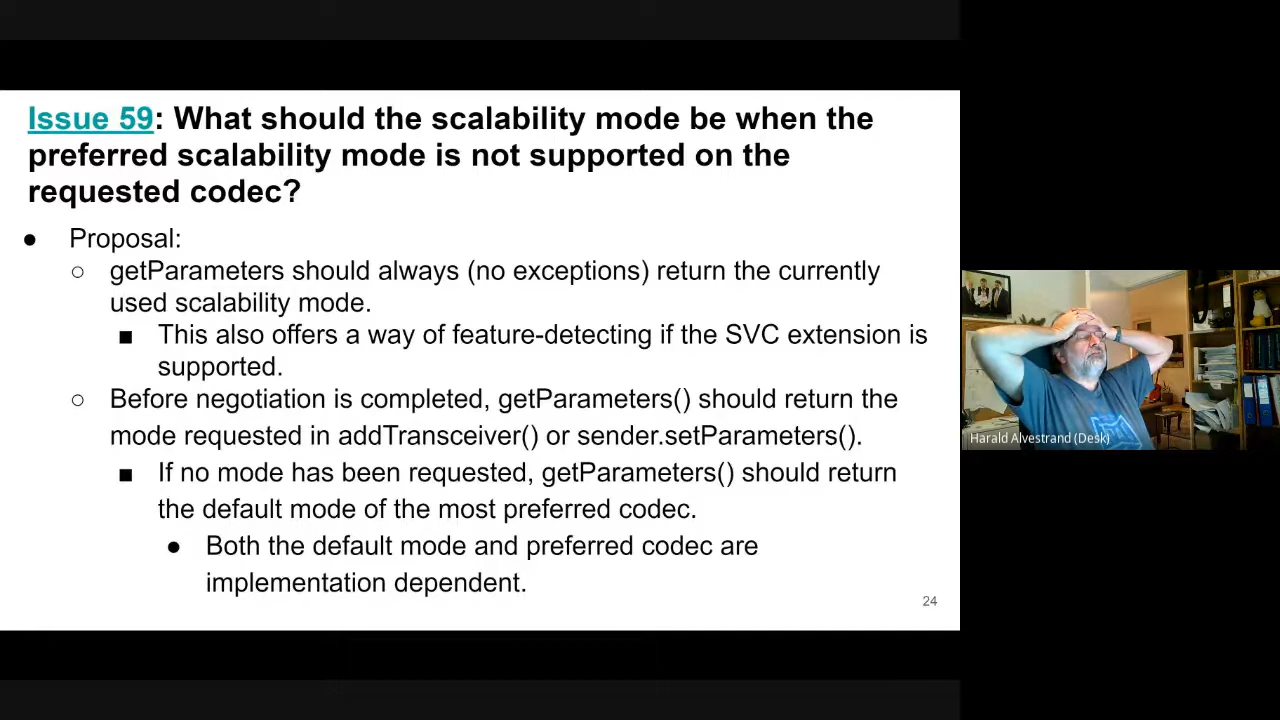 Issue 59: What should the scalability mode be when the
preferred scalability mode is not supported on the
requested codec?
● Proposal:
○ getParameters should always (no exceptions) return the currently
used scalability mode.
■ This also offers a way of feature-detecting if the SVC extension is
supported.
○ Before negotiation is completed, getParameters() should return the
mode requested in addTransceiver() or sender.setParameters().
■ If no mode has been requested, getParameters() should return
the default mode of the most preferred codec.
● Both the default mode and preferred codec are
implementation dependent.
24
Harald Alvestrand (Desk)